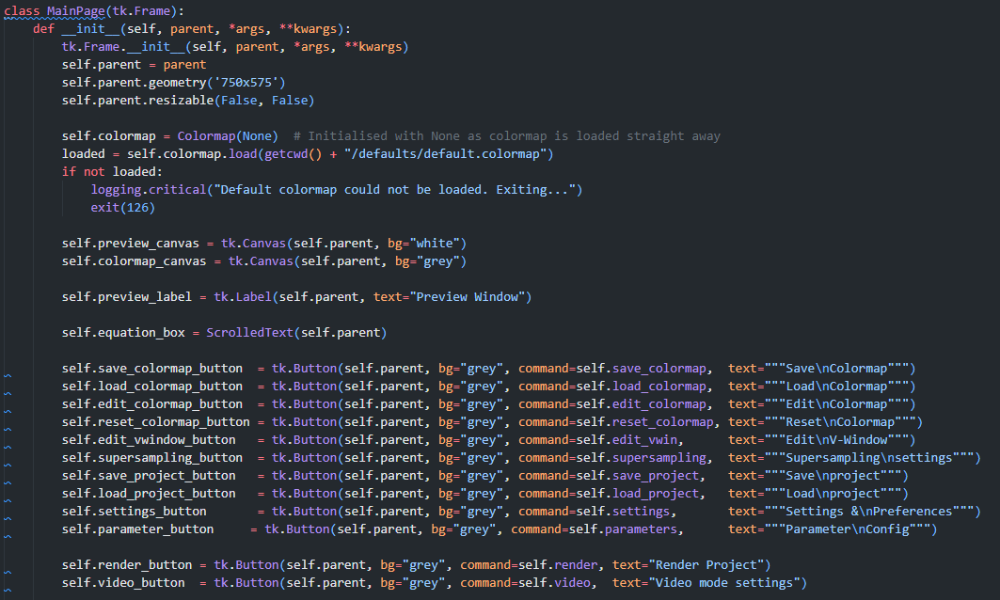 class MainPage(tk.Frame):
    def __init__(self, parent, *args, **kwargs):
        tk.Frame.__init__(self, parent, *args, **kwargs)
        self.parent = parent
        self.parent.geometry('750x575')
        self.parent.resizable(False, False)

        self.colormap = Colormap(None)  # Initialised with None as colormap is loaded straight away
        loaded = self.colormap.load(getcwd() + "/defaults/default.colormap")
        if not loaded:
            logging.critical("Default colormap could not be loaded. Exiting...")
            exit(126)

        self.preview_canvas = tk.Canvas(self.parent, bg="white")
        self.colormap_canvas = tk.Canvas(self.parent, bg="grey")

        self.preview_label = tk.Label(self.parent, text="Preview Window")

        self.equation_box = ScrolledText(self.parent)

        self.save_colormap_button  = tk.Button(self.parent, bg="grey", command=self.save_colormap,  text="""Save\nColormap""")
        self.load_colormap_button  = tk.Button(self.parent, bg="grey", command=self.load_colormap,  text="""Load\nColormap""")
        self.edit_colormap_button  = tk.Button(self.parent, bg="grey", command=self.edit_colormap,  text="""Edit\nColormap""")
        self.reset_colormap_button = tk.Button(self.parent, bg="grey", command=self.reset_colormap, text="""Reset\nColormap""")
        self.edit_vwindow_button   = tk.Button(self.parent, bg="grey", command=self.edit_vwin,      text="""Edit\nV-Window""")
        self.supersampling_button  = tk.Button(self.parent, bg="grey", command=self.supersampling,  text="""Supersampling\nsettings""")
        self.save_project_button   = tk.Button(self.parent, bg="grey", command=self.save_project,   text="""Save\nproject""")
        self.load_project_button   = tk.Button(self.parent, bg="grey", command=self.load_project,   text="""Load\nproject""")
        self.settings_button       = tk.Button(self.parent, bg="grey", command=self.settings,       text="""Settings &\nPreferences""")
        self.parameter_button     = tk.Button(self.parent, bg="grey", command=self.parameters,      text="""Parameter\nConfig""")

        self.render_button = tk.Button(self.parent, bg="grey", command=self.render, text="Render Project")
        self.video_button  = tk.Button(self.parent, bg="grey", command=self.video,  text="Video mode settings")